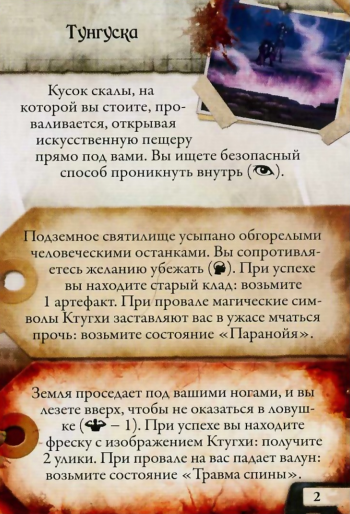 Тунгуска
Кусок скалы, на
которой вы стоите, про-
валивается, открывая
искусственную пещеру
прямо под вами. Вы ищете безопасный
способ проникнуть внутрь ( ).
Подземное святилище усыпано обгорелыми
человеческими останками. Вы сопротивля-
етесь желанию убежать ( ). При успехе
вы находите старый клад: возьмите
1 артефакт. При провале магические сим-
волы Ктугхи заставляют вас в ужасе мчаться
прочь: возьмите состояние «Паранойя».
Земля проседает под вашими ногами, и вы
лезете вверх, чтобы не оказаться в ловуш-
ке ( – 1). При успехе вы находите
фреску с изображением Ктугхи: получите
2 улики. При провале на вас падает валун:
возьмите состояние «Травма спины».
2